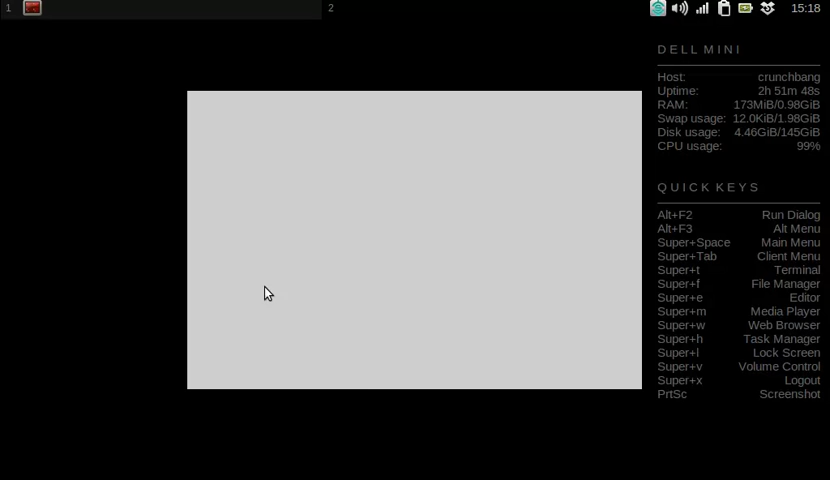 1
2
15:18
DELL MINI
Host: crunchbang
Uptime: 2h 51m 48s
RAM: 173MiB/0.98GiB
Swap usage: 12.0KiB/1.98GiB
Disk usage: 4.46GiB/145GiB
CPU usage: 99%
QUICK KEYS
Alt+F2 Run Dialog
Alt+F3 Alt Menu
Super+Space Main Menu
Super+Tab Client Menu
Super+t Terminal
Super+f File Manager
Super+e Editor
Super+m Media Player
Super+w Web Browser
Super+h Task Manager
Super+l Lock Screen
Super+v Volume Control
Super+x Logout
PrtSc Screenshot